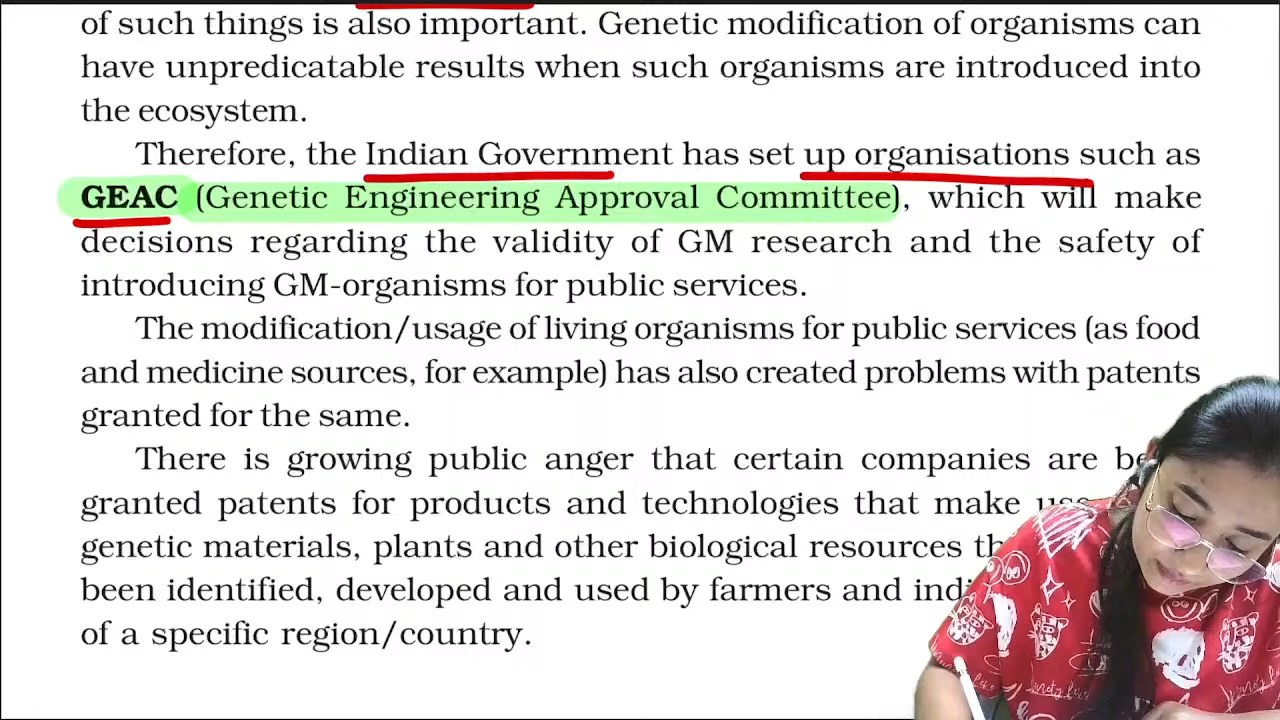 of such things is also important. Genetic modification of organisms can
have unpredicatable results when such organisms are introduced into
the ecosystem.
Therefore, the Indian Government has set up organisations such as
GEAC (Genetic Engineering Approval Committee), which will make
decisions regarding the validity of GM research and the safety of
introducing GM-organisms for public services.
The modification/usage of living organisms for public services (as food
and medicine sources, for example) has also created problems with patents
granted for the same.
There is growing public anger that certain companies are
granted patents for products and technologies that make
genetic materials, plants and other biological resources
been identified, developed and used by farmers and
of a specific region/country.